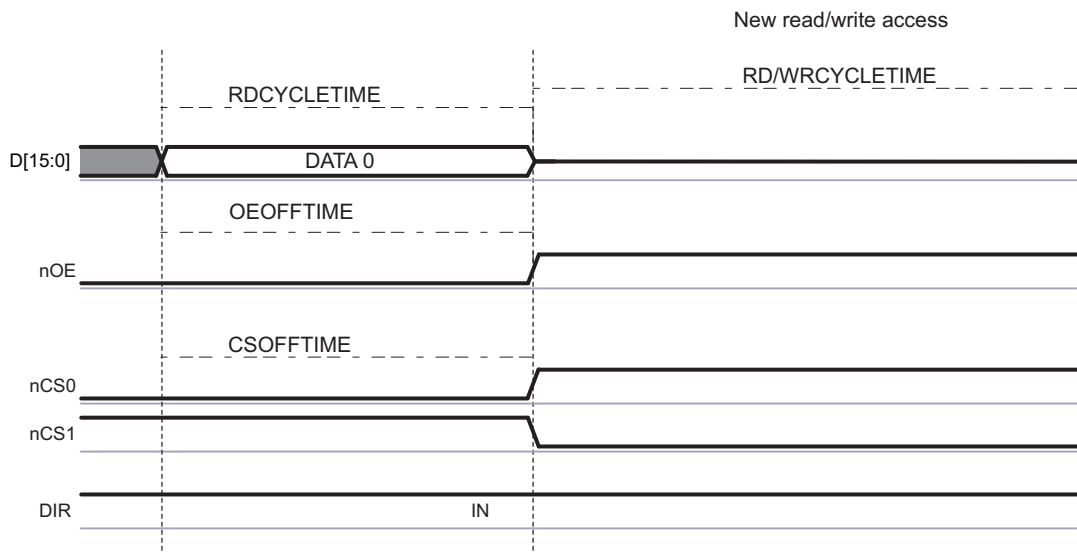 New read/write access
RDCYCLETIME
RD/WRCYCLETIME
D[15:0]
DATA 0
OEOFFTIME
nOE
CSOFFTIME
nCS0
nCS1
DIR
IN